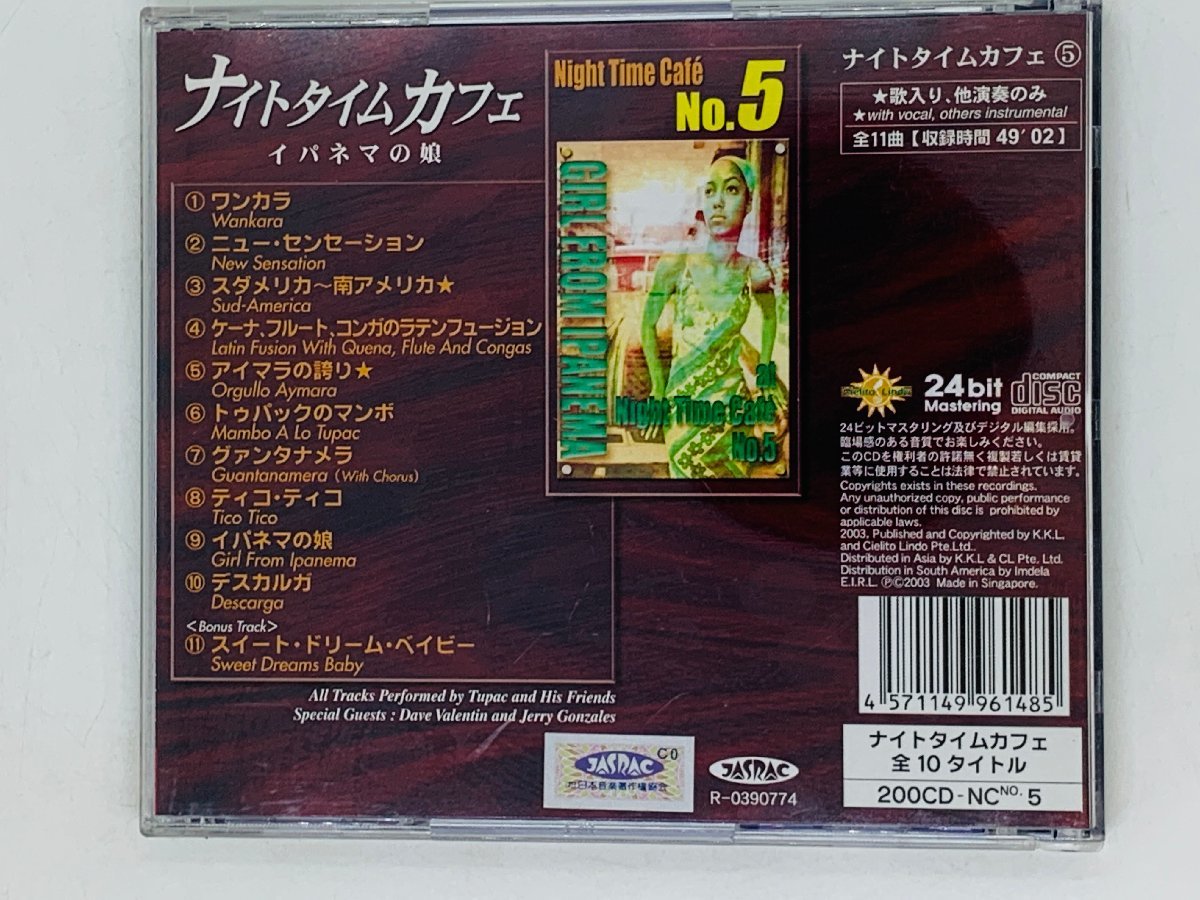 ナイトタイムカフェ
イパネマの娘
① ワンカラ
Wankara
② ニュー・センセーション
New Sensation
③ スダメリカ〜南アメリカ★
Sud-America
④ ケーナ、フルート、コンガのラテンフュージョン
Latin Fusion With Quena, Flute And Congas
⑤ アイマラの誇り★
Orgullo Aymara
⑥ トゥパックのマンボ
Mambo A Lo Tupac
⑦ グァンタナメラ
Guantanamera (With Chorus)
⑧ ティコ・ティコ
Tico Tico
⑨ イパネマの娘
Girl From Ipanema
⑩ デスカルガ
Descarga
<Bonus Track>
⑪ スイート・ドリーム・ベイビー
Sweet Dreams Baby
All Tracks Performed by Tupac and His Friends
Special Guests : Dave Valentin and Jerry Gonzales
Night Time Café
No.5
GIRL FROM IPANEMA
at
Night Time Café
No.5
ナイトタイムカフェ ⑤
★歌入り、他演奏のみ
★with vocal, others instrumental
全11曲【収録時間 49′02】
Cielito Lindo
24bit
Mastering
COMPACT
disc
DIGITAL AUDIO
24ビットマスタリング及びデジタル編集採用。
臨場感のある音質でお楽しみください。
このCDを権利者の許諾無く複製若しくは賃貸
業等に使用することは法律で禁止されています。
Copyrights exists in these recordings.
Any unauthorized copy, public performance
or distribution of this disc is prohibited by
applicable laws.
2003, Published and Copyrighted by K.K.L.
and Cielito Lindo Pte.Ltd..
Distributed in Asia by K.K.L & CL Pte, Ltd.
Distribution in South America by Imdela
E.I.R.L. ℗©2003 Made in Singapore.
4 571149 961485
ナイトタイムカフェ
全10タイトル
200CD-NC NO. 5
C0
JASRAC
日本音楽著作権協会
JASRAC
R-0390774